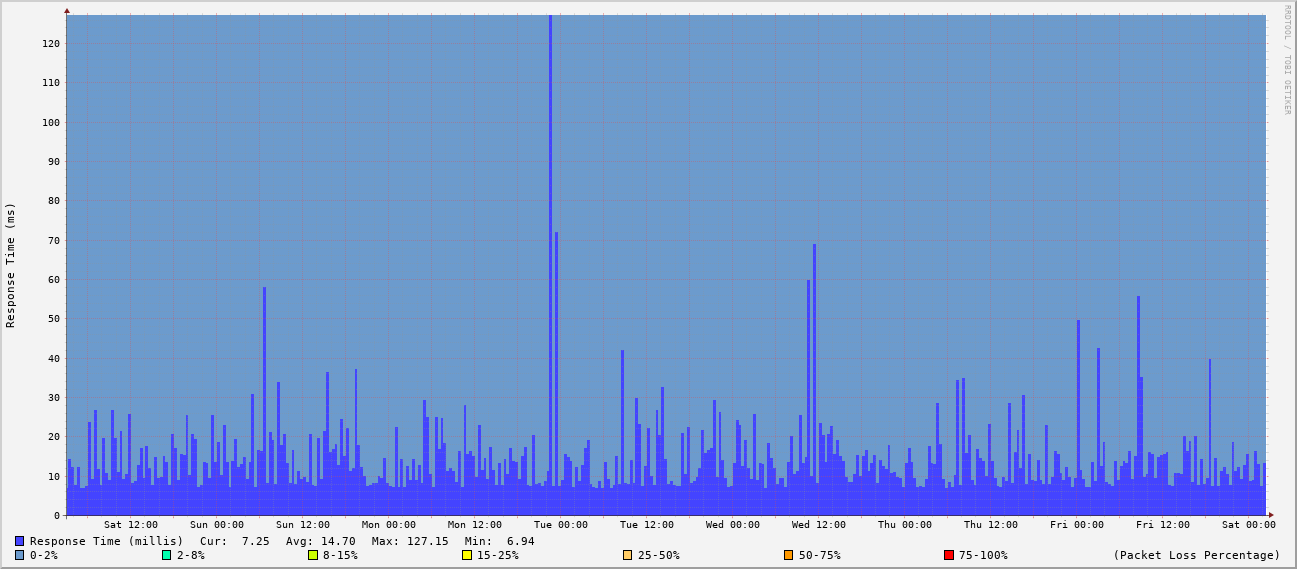 RRDTOOL / TOBI OETIKER
Response Time (ms)
120
110
100
90
80
70
60
50
40
30
20
10
0
Sat 12:00 Sun 00:00 Sun 12:00 Mon 00:00 Mon 12:00 Tue 00:00 Tue 12:00 Wed 00:00 Wed 12:00 Thu 00:00 Thu 12:00 Fri 00:00 Fri 12:00 Sat 00:00
Response Time (millis) Cur: 7.25 Avg: 14.70 Max: 127.15 Min: 6.94
0-2% 2-8% 8-15% 15-25% 25-50% 50-75% 75-100% (Packet Loss Percentage)